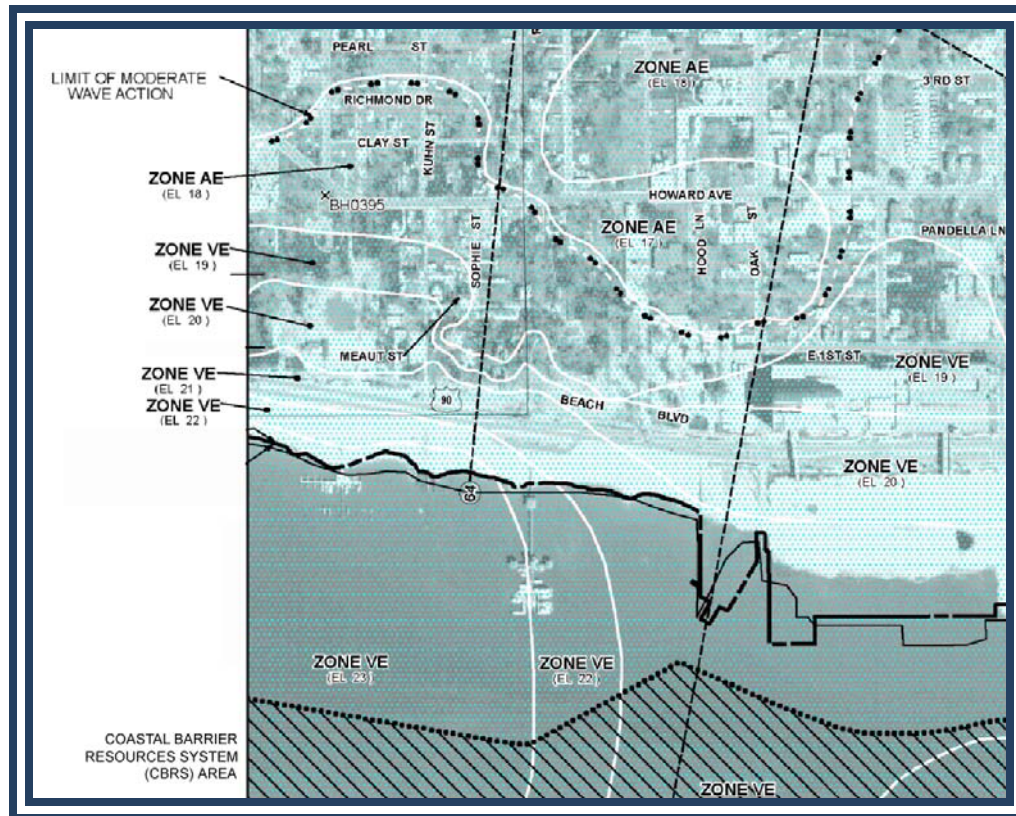 PEARL ST
3 RD ST
ZONE AE
LIMIT OF MODERATE
WAVE ACTION
RICHMOND DR
CLAY ST
KUHN ST
ZONE AE
(EL 18)
BH0395
HOWARD AVE
ZONE AE
(EL 17)
HOOD LN
OAK ST
SOPHIE ST
PANDELLA LN
ZONE VE
(EL 19)
ZONE VE
(EL 20)
MEAUT ST
E 1ST ST
ZONE VE
(EL 19)
ZONE VE
(EL 21)
ZONE VE
(EL 22)
90
BEACH BLVD
ZONE VE
(EL 20)
64
ZONE VE
(EL 23)
ZONE VE
(EL 22)
COASTAL BARRIER
RESOURCES SYSTEM
(CBRS) AREA
ZONE VE